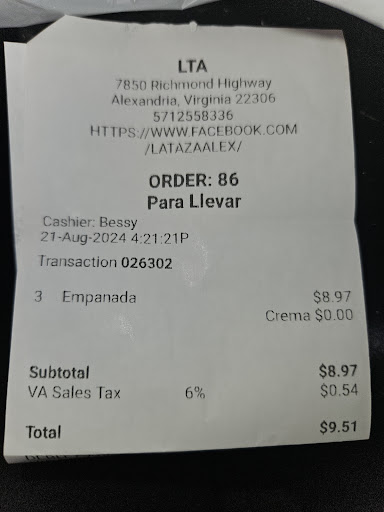 LTA
7850 Richmond Highway
Alexandria, Virginia 22306
5712558336
HTTPS://WWW.FACEBOOK.COM
/LATAZAALEX/
ORDER: 86
Para Llevar
Cashier: Bessy
21-Aug-2024 4:21:21P
Transaction 026302
3 Empanada $8.97
Crema $0.00
Subtotal $8.97
VA Sales Tax 6% $0.54
Total $9.51